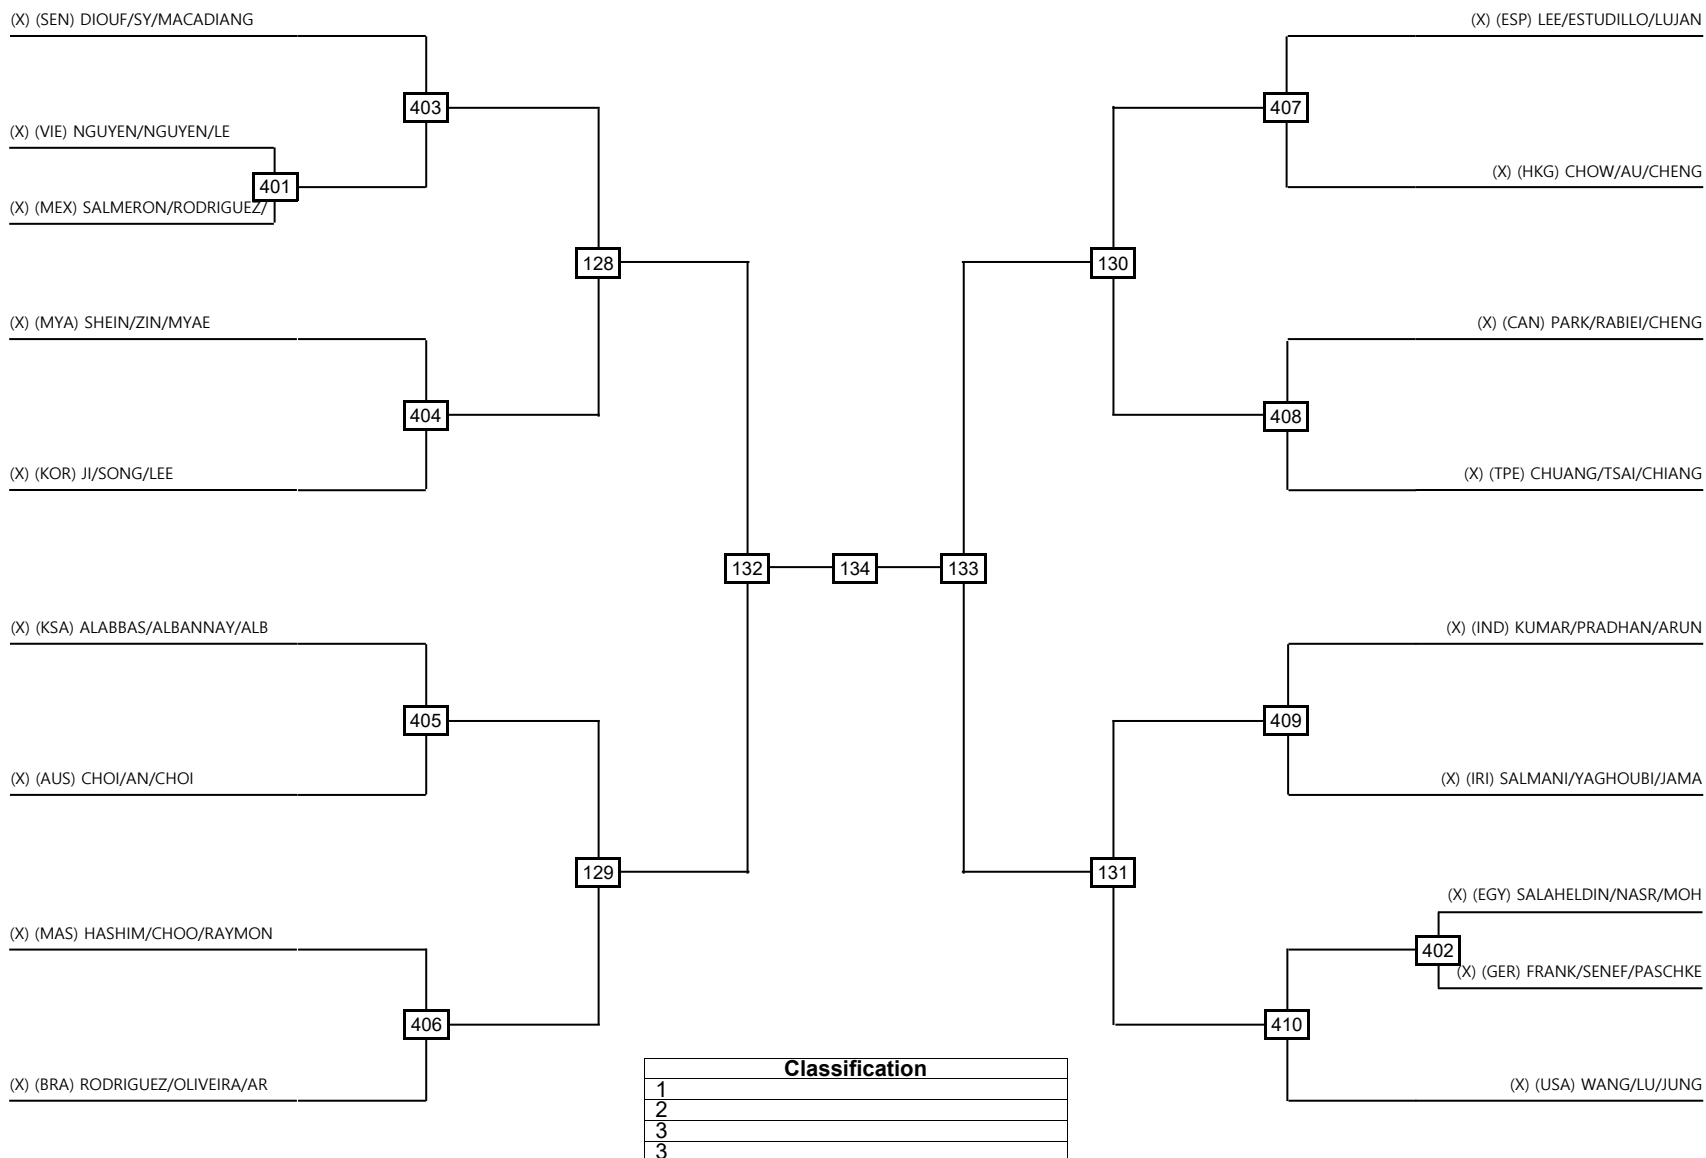 (X) (SEN) DIOUF/SY/MACADIANG
(X) (ESP) LEE/ESTUDILLO/LUJAN
403
407
(X) (VIE) NGUYEN/NGUYEN/LE
(X) (HKG) CHOW/AU/CHENG
401
(X) (MEX) SALMERON/RODRIGUEZ/
128
130
(X) (MYA) SHEIN/ZIN/MYAE
(X) (CAN) PARK/RABIEI/CHENG
404
408
(X) (KOR) JI/SONG/LEE
(X) (TPE) CHUANG/TSAI/CHIANG
132
134
133
(X) (KSA) ALABBAS/ALBANNAY/ALB
(X) (IND) KUMAR/PRADHAN/ARUN
405
409
(X) (AUS) CHOI/AN/CHOI
(X) (IRI) SALMANI/YAGHOUBI/JAMA
129
131
(X) (EGY) SALAHELDIN/NASR/MOH
(X) (MAS) HASHIM/CHOO/RAYMON
402
(X) (GER) FRANK/SENEF/PASCHKE
406
410
(X) (BRA) RODRIGUEZ/OLIVEIRA/AR
(X) (USA) WANG/LU/JUNG
Classification
1
2
3
3